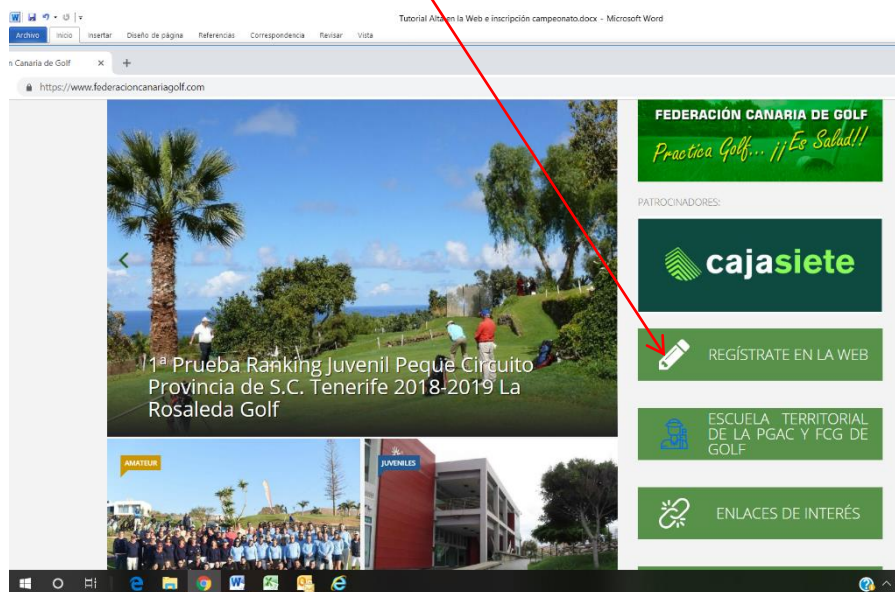 Tutorial Alta en la Web e inscripción campeonato.docx - Microsoft Word
Archivo Inicio Insertar Diseño de página Referencias Correspondencia Revisar Vista
n Canaria de Golf
https://www.federacioncanariagolf.com
FEDERACIÓN CANARIA DE GOLF
Practica Golf... ¡¡Es Salud!!
PATROCINADORES:
cajasiete
1ª Prueba Ranking Juvenil Peque Circuito
Provincia de S.C. Tenerife 2018-2019 La
Rosaleda Golf
REGÍSTRATE EN LA WEB
ESCUELA TERRITORIAL
DE LA PGAC Y FCG DE
GOLF
AMATEUR
JUVENILES
ENLACES DE INTERÉS